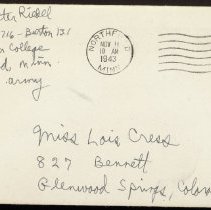 ter Riedel
716 - Barton 131
n College
d minn.
army
NORTHF D
NOV 11
10 AM
1943
MINN.
Miss Lois Cress
827 Bennett
Glenwood Springs, Colora